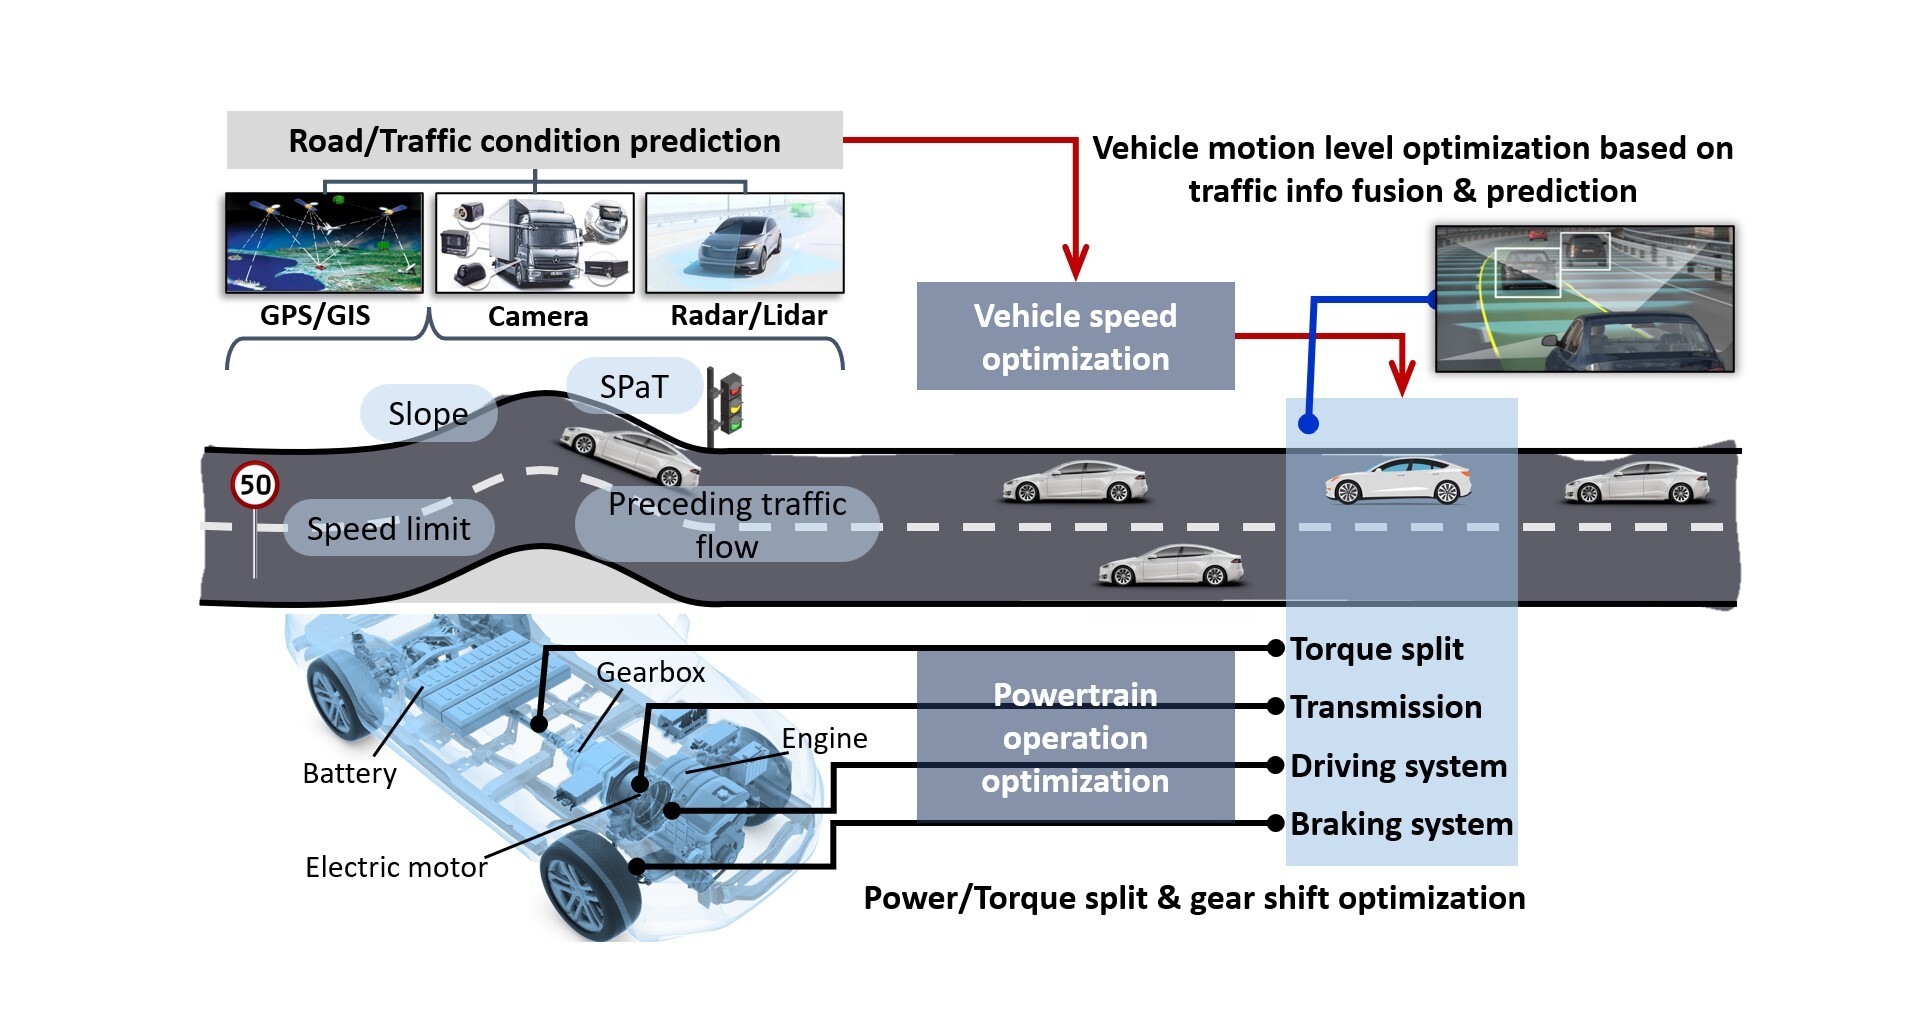 Road/Traffic condition prediction
Vehicle motion level optimization based on
traffic info fusion & prediction
GPS/GIS
Camera
Radar/Lidar
Vehicle speed
optimization
Slope
SPaT
50
Speed limit
Preceding traffic
flow
Torque split
Gearbox
Powertrain
operation
optimization
Transmission
Engine
Battery
Driving system
Braking system
Electric motor
Power/Torque split & gear shift optimization